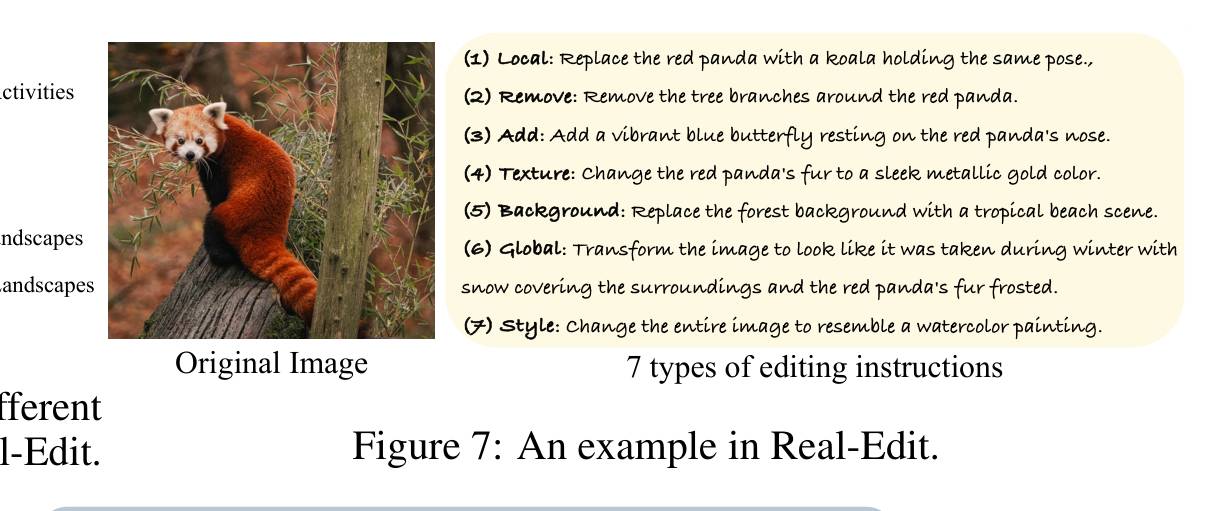 ctivities
ndscapes
andscapes
fferent
l-Edit.
(1) Local: Replace the red panda with a koala holding the same pose.,
(2) Remove: Remove the tree branches around the red panda.
(3) Add: Add a vibrant blue butterfly resting on the red panda's nose.
(4) Texture: Change the red panda's fur to a sleek metallic gold color.
(5) Background: Replace the forest background with a tropical beach scene.
(6) Global: Transform the image to look like it was taken during winter with
snow covering the surroundings and the red panda's fur frosted.
(7) Style: Change the entire image to resemble a watercolor painting.
Original Image
7 types of editing instructions
Figure 7: An example in Real-Edit.